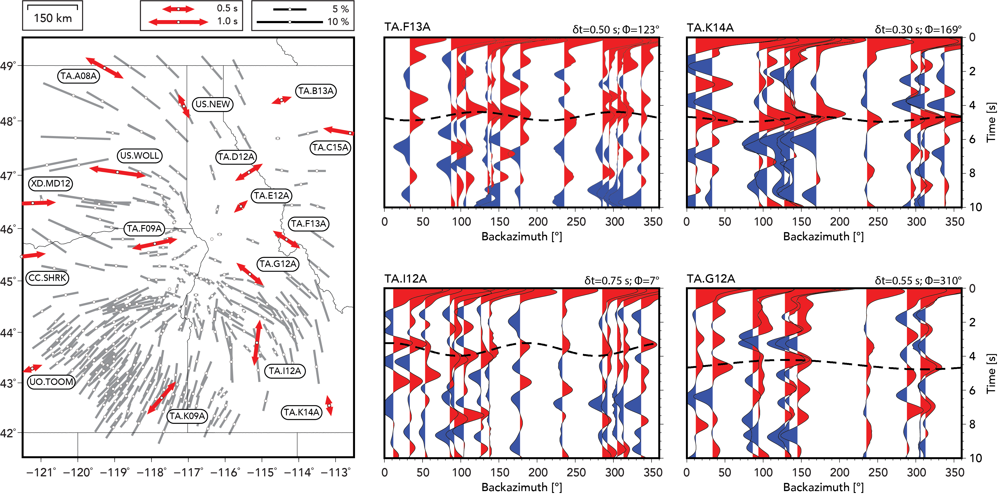 150 km
0.5 s
1.0 s
5 %
10 %
49°
48°
47°
46°
45°
44°
43°
42°
−121° −120° −119° −118° −117° −116° −115° −114° −113°
TA.A08A
TA.B13A
US.NEW
TA.C15A
US.WOLL
TA.D12A
XD.MD12
TA.E12A
TA.F09A
TA.F13A
TA.G12A
CC.SHRK
TA.I12A
UO.TOOM
TA.K09A
TA.K14A
TA.F13A
δt=0.50 s; Φ=123°
0 50 100 150 200 250 300 350
Backazimuth [°]
TA.K14A
δt=0.30 s; Φ=169°
0
2
4
6
8
10
Time [s]
0 50 100 150 200 250 300 350
Backazimuth [°]
TA.I12A
δt=0.75 s; Φ=7°
0 50 100 150 200 250 300 350
Backazimuth [°]
TA.G12A
δt=0.55 s; Φ=310°
0
2
4
6
8
10
Time [s]
0 50 100 150 200 250 300 350
Backazimuth [°]